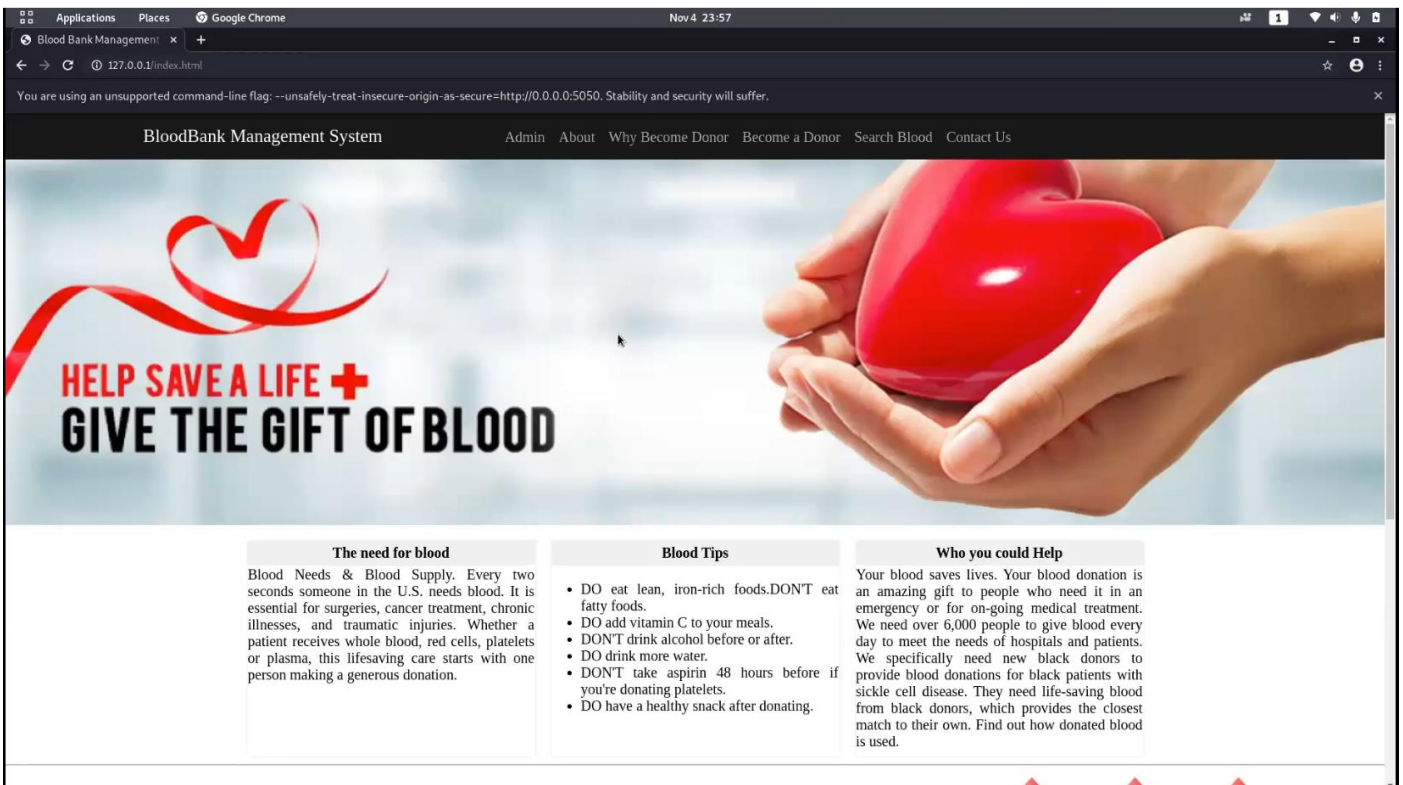 Applications Places Google Chrome Nov 4 23:57 1
Blood Bank Management
127.0.0.1/index.html
You are using an unsupported command-line flag: --unsafely-treat-insecure-origin-as-secure=http://0.0.0.0:5050. Stability and security will suffer.
BloodBank Management System Admin About Why Become Donor Become a Donor Search Blood Contact Us
HELP SAVE A LIFE
GIVE THE GIFT OF BLOOD
The need for blood
Blood Needs & Blood Supply. Every two
seconds someone in the U.S. needs blood. It is
essential for surgeries, cancer treatment, chronic
illnesses, and traumatic injuries. Whether a
patient receives whole blood, red cells, platelets
or plasma, this lifesaving care starts with one
person making a generous donation.
Blood Tips
• DO eat lean, iron-rich foods.DON'T eat
fatty foods.
• DO add vitamin C to your meals.
• DON'T drink alcohol before or after.
• DO drink more water.
• DON'T take aspirin 48 hours before if
you're donating platelets.
• DO have a healthy snack after donating.
Who you could Help
Your blood saves lives. Your blood donation is
an amazing gift to people who need it in an
emergency or for on-going medical treatment.
We need over 6,000 people to give blood every
day to meet the needs of hospitals and patients.
We specifically need new black donors to
provide blood donations for black patients with
sickle cell disease. They need life-saving blood
from black donors, which provides the closest
match to their own. Find out how donated blood
is used.